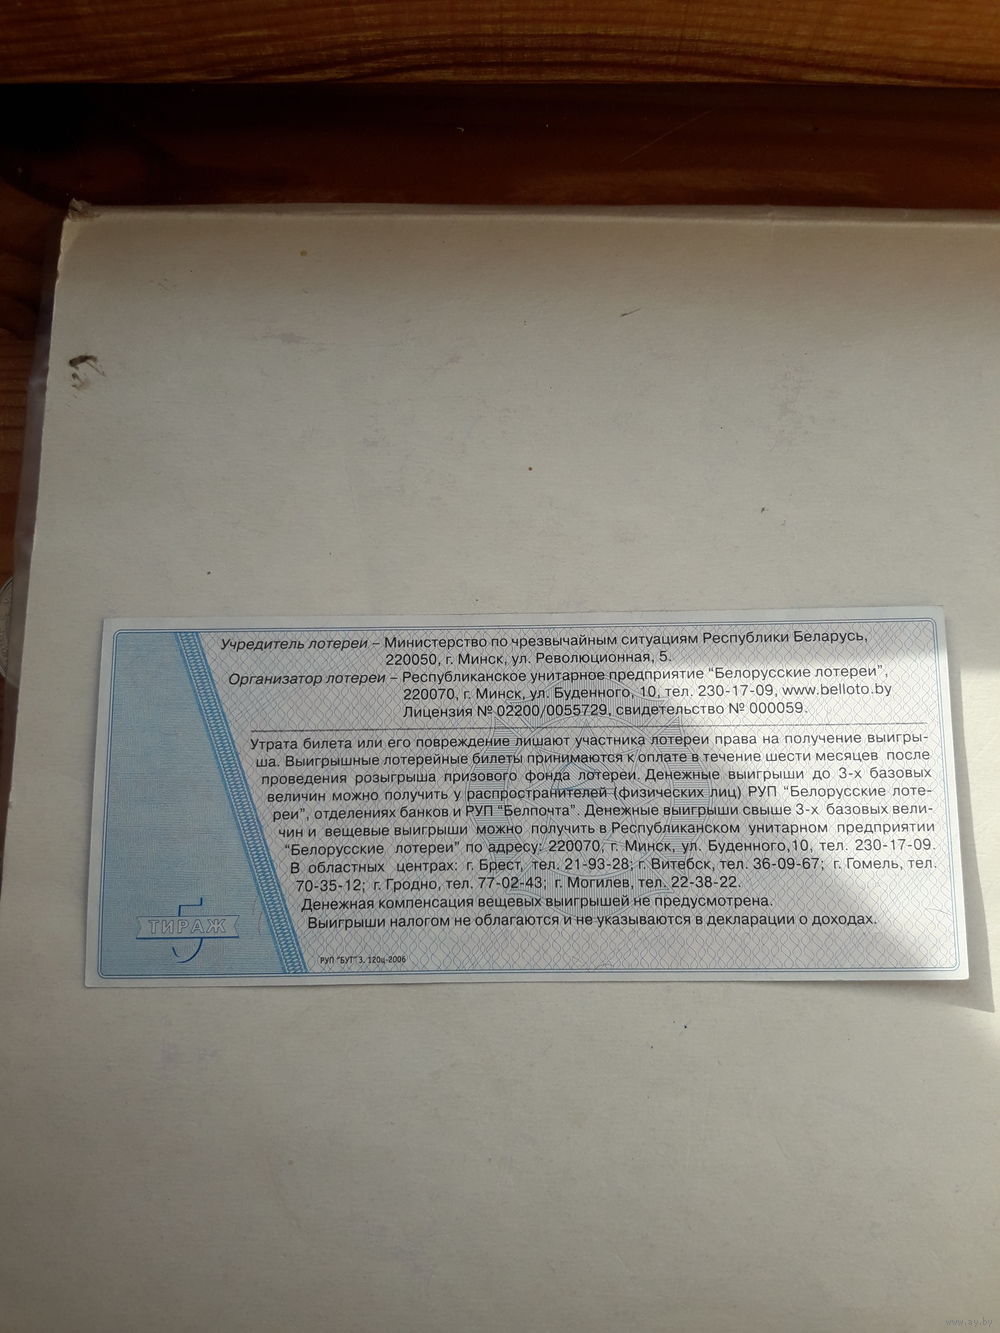 Учредитель лотереи – Министерство по чрезвычайным ситуациям Республики Беларусь,
220050, г. Минск, ул. Революционная, 5.
Организатор лотереи – Республиканское унитарное предприятие “Белорусские лотереи”,
220070, г. Минск, ул. Буденного, 10, тел. 230-17-09, www.belloto.by
Лицензия № 02200/0055729, свидетельство № 000059.
Утрата билета или его повреждение лишают участника лотереи права на получение выигры-
ша. Выигрышные лотерейные билеты принимаются к оплате в течение шести месяцев после
проведения розыгрыша призового фонда лотереи. Денежные выигрыши до 3-х базовых
величин можно получить у распространителей (физических лиц) РУП “Белорусские лоте-
реи”, отделениях банков и РУП “Белпочта”. Денежные выигрыши свыше 3-х базовых вели-
чин и вещевые выигрыши можно получить в Республиканском унитарном предприятии
“Белорусские лотереи” по адресу: 220070, г. Минск, ул. Буденного,10, тел. 230-17-09.
В областных центрах: г. Брест, тел. 21-93-28; г. Витебск, тел. 36-09-67; г. Гомель, тел.
70-35-12; г. Гродно, тел. 77-02-43; г. Могилев, тел. 22-38-22.
Денежная компенсация вещевых выигрышей не предусмотрена.
Выигрыши налогом не облагаются и не указываются в декларации о доходах.
5
ТИРАЖ
РУП “БУТ” З. 120ц-2006
www.ay.by